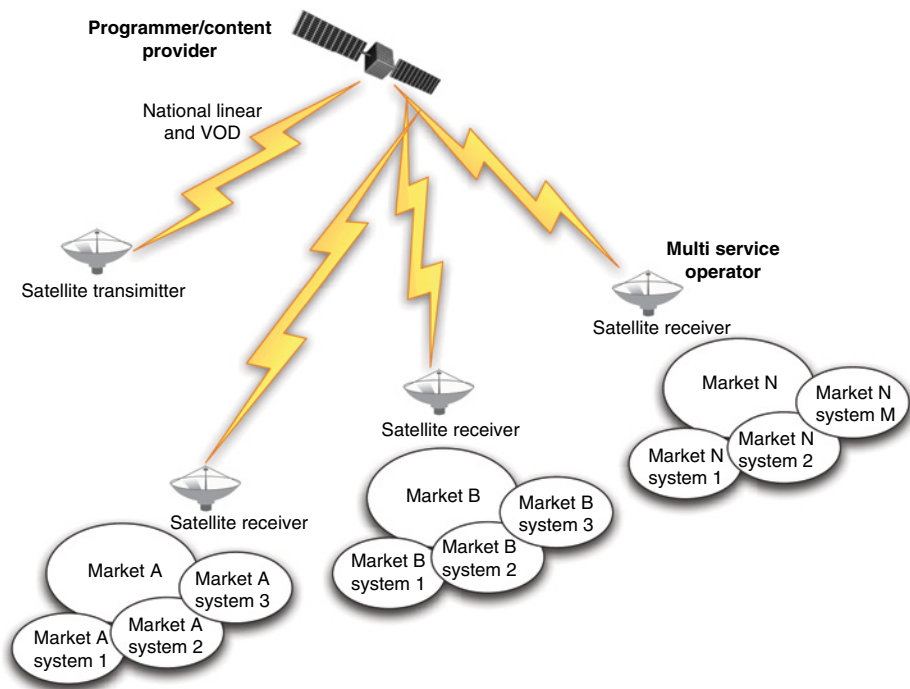 Programmer/content
provider
National linear
and VOD
Satellite transimitter
Multi service
operator
Satellite receiver
Market N
Market N
system M
Market N
system 1
Market N
system 2
Satellite receiver
Market B
Market B
system 3
Market B
system 1
Market B
system 2
Satellite receiver
Market A
Market A
system 3
Market A
system 1
Market A
system 2